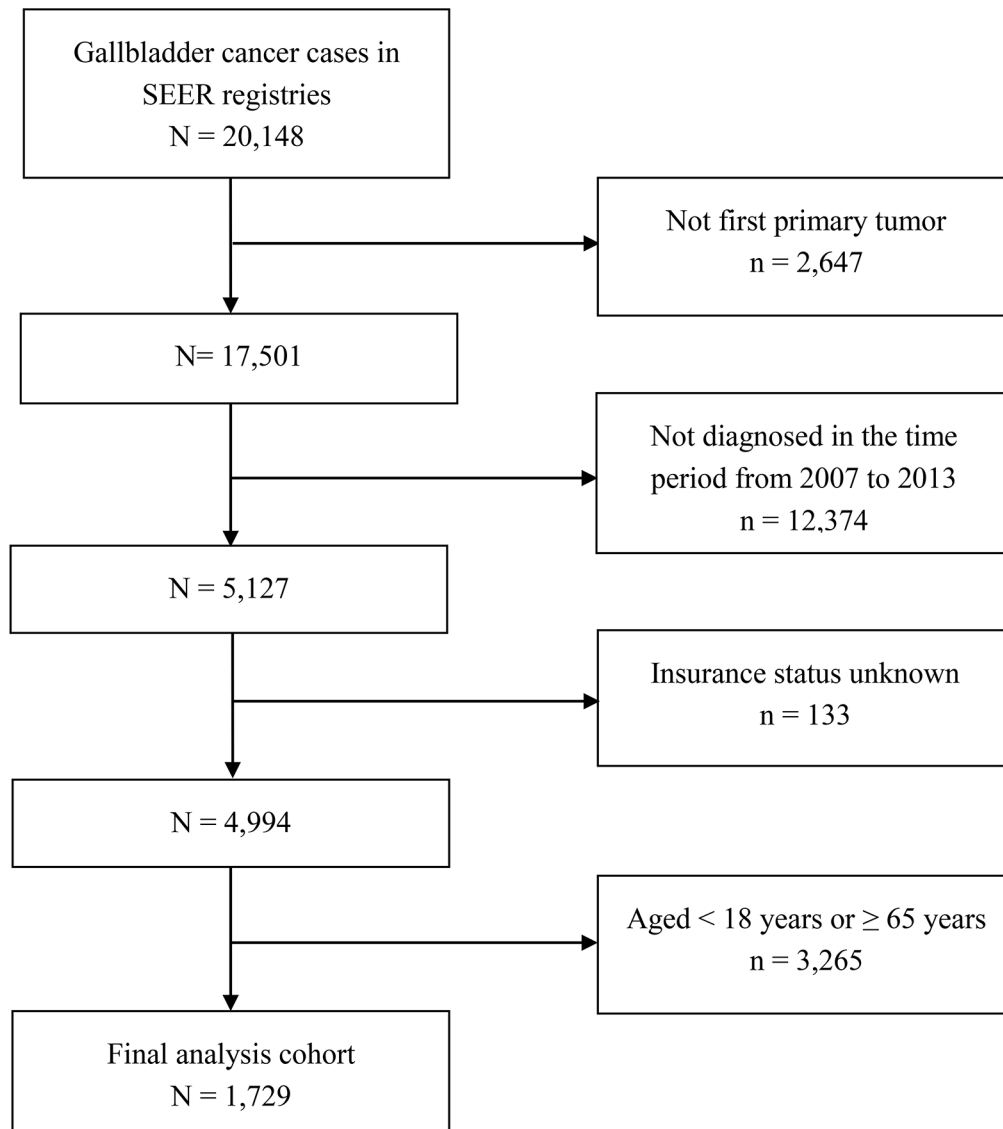 Gallbladder cancer cases in
SEER registries
N = 20,148
Not first primary tumor
n = 2,647
N= 17,501
Not diagnosed in the time
period from 2007 to 2013
n = 12,374
N = 5,127
Insurance status unknown
n = 133
N = 4,994
Aged < 18 years or ≥ 65 years
n = 3,265
Final analysis cohort
N = 1,729